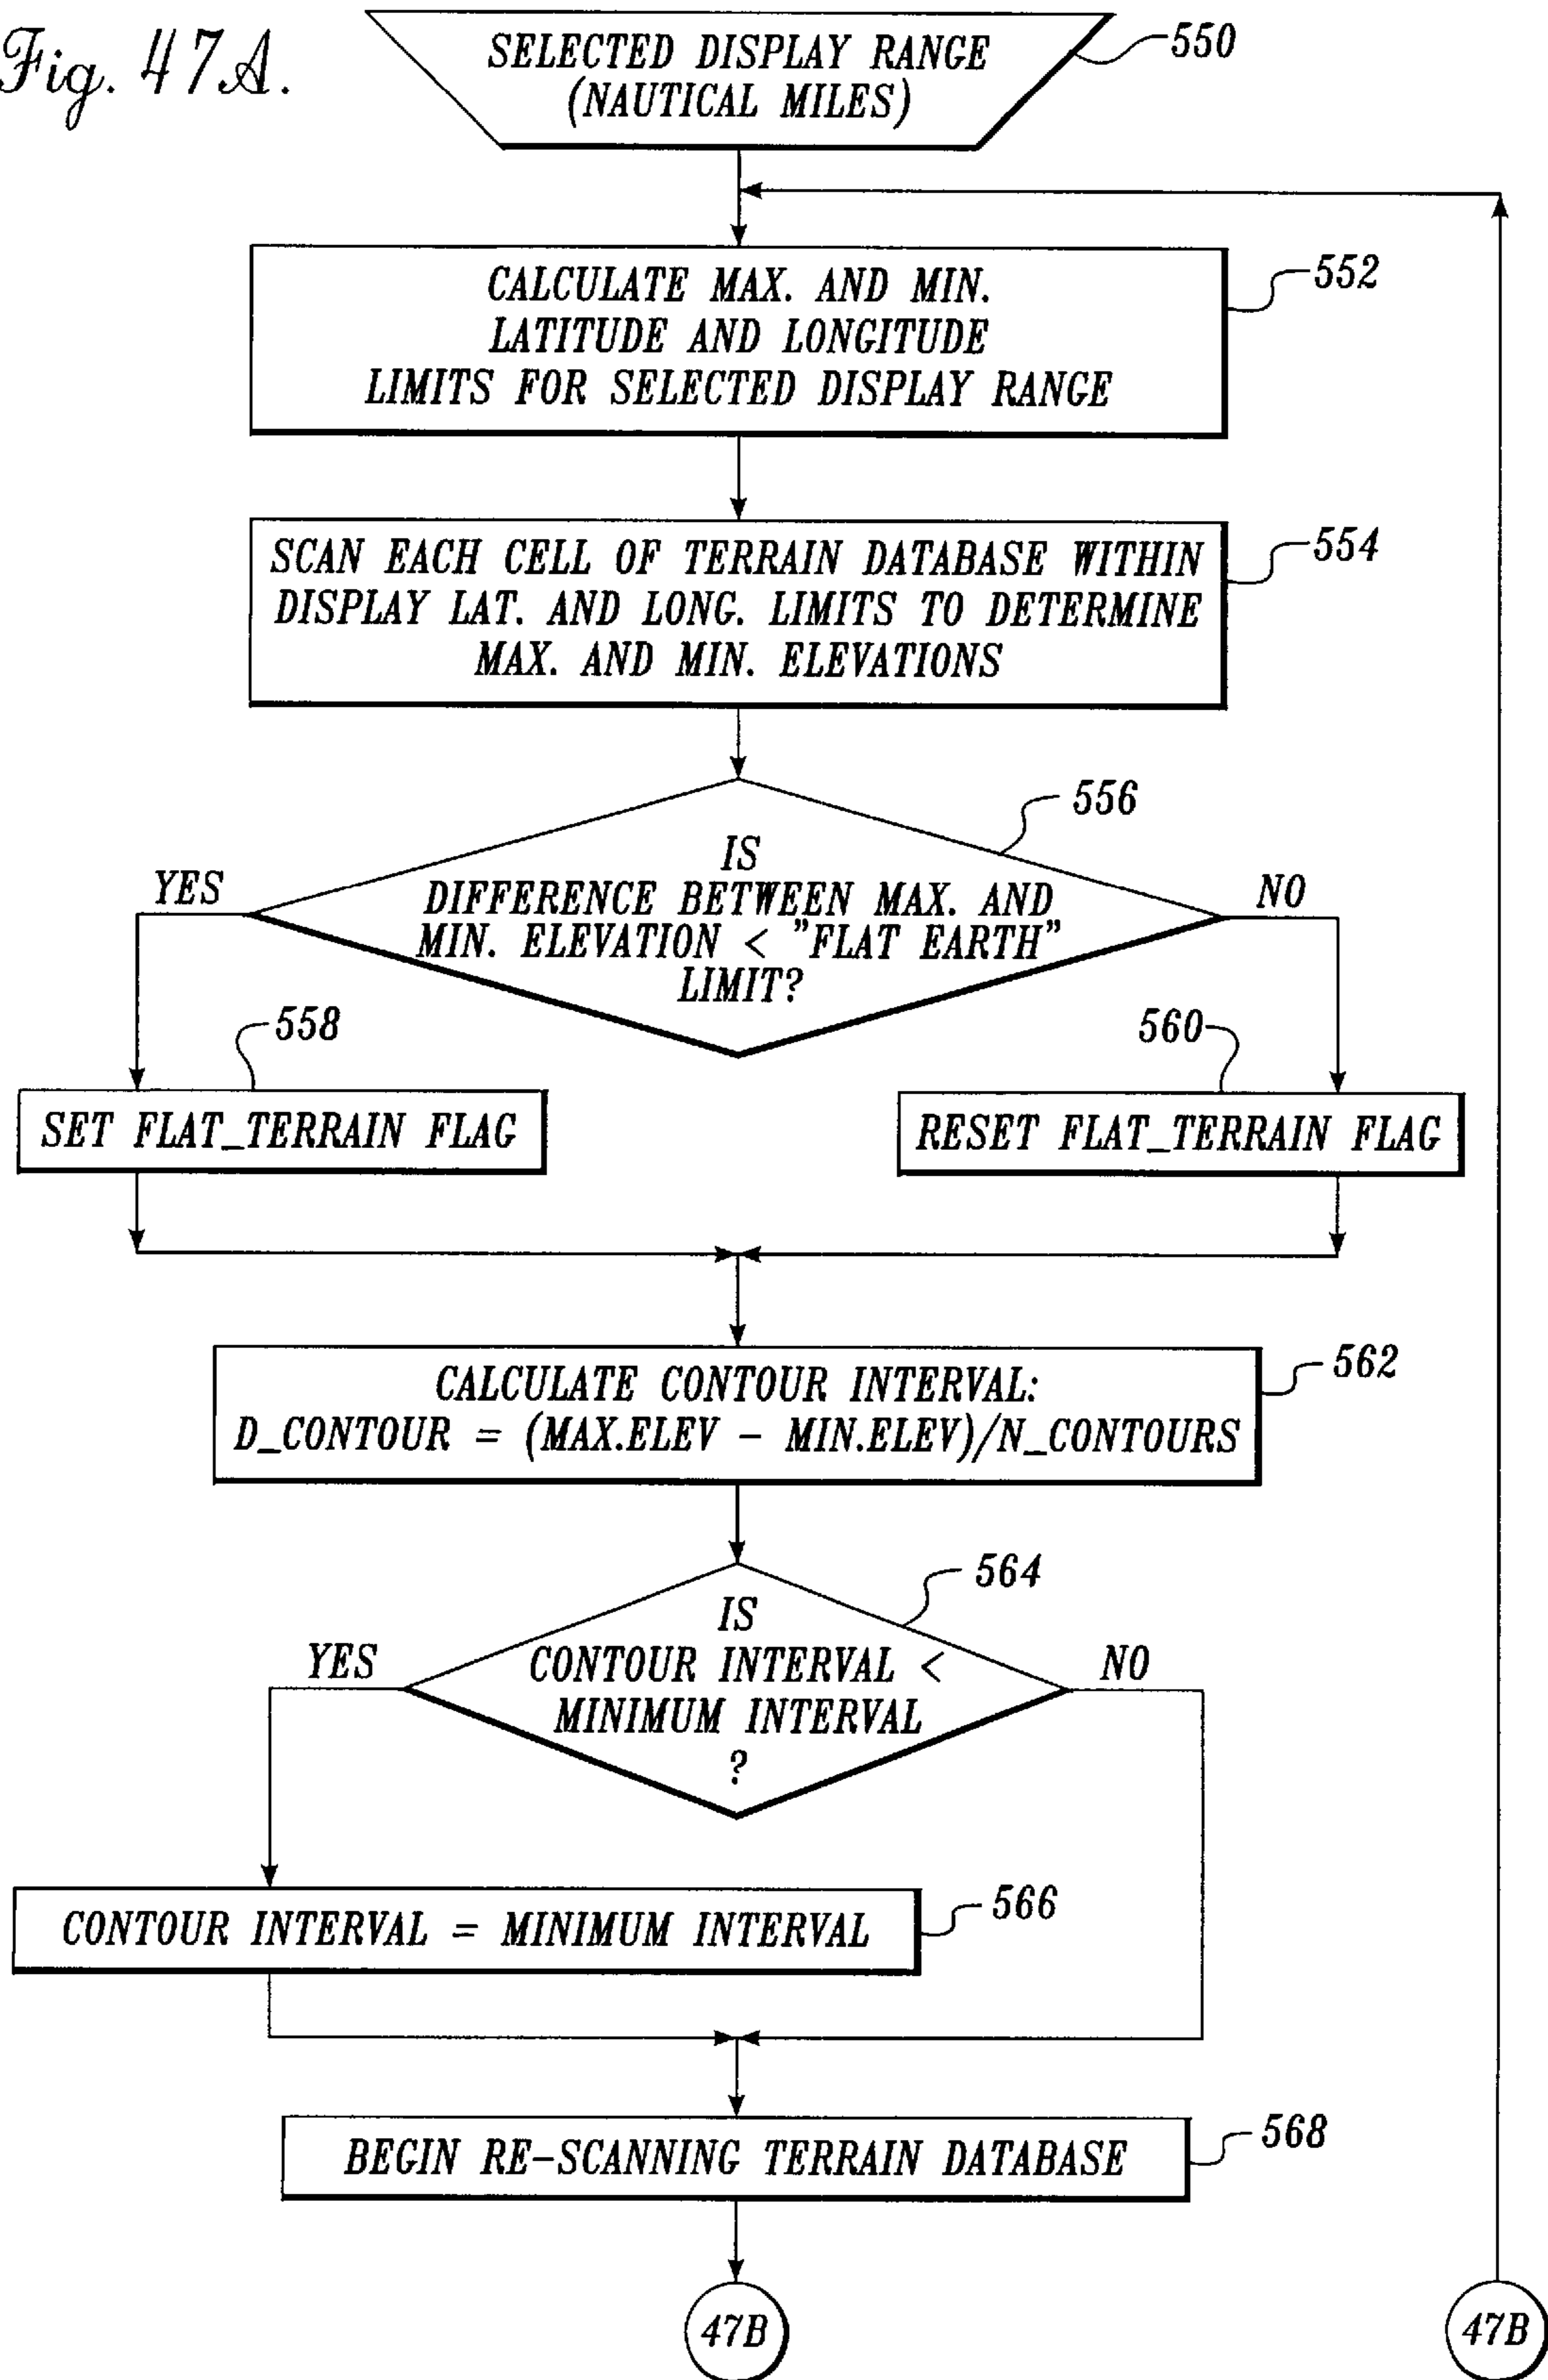 Fig. 47A.
SELECTED DISPLAY RANGE
(NAUTICAL MILES)
550
CALCULATE MAX. AND MIN.
LATITUDE AND LONGITUDE
LIMITS FOR SELECTED DISPLAY RANGE
552
SCAN EACH CELL OF TERRAIN DATABASE WITHIN
DISPLAY LAT. AND LONG. LIMITS TO DETERMINE
MAX. AND MIN. ELEVATIONS
554
556
IS
DIFFERENCE BETWEEN MAX. AND
MIN. ELEVATION < "FLAT EARTH"
LIMIT?
YES
NO
558
560
SET FLAT_TERRAIN FLAG
RESET FLAT_TERRAIN FLAG
CALCULATE CONTOUR INTERVAL:
D_CONTOUR = (MAX.ELEV - MIN.ELEV)/N_CONTOURS
562
564
IS
CONTOUR INTERVAL <
MINIMUM INTERVAL
?
YES
NO
CONTOUR INTERVAL = MINIMUM INTERVAL
566
BEGIN RE-SCANNING TERRAIN DATABASE
568
47B
47B